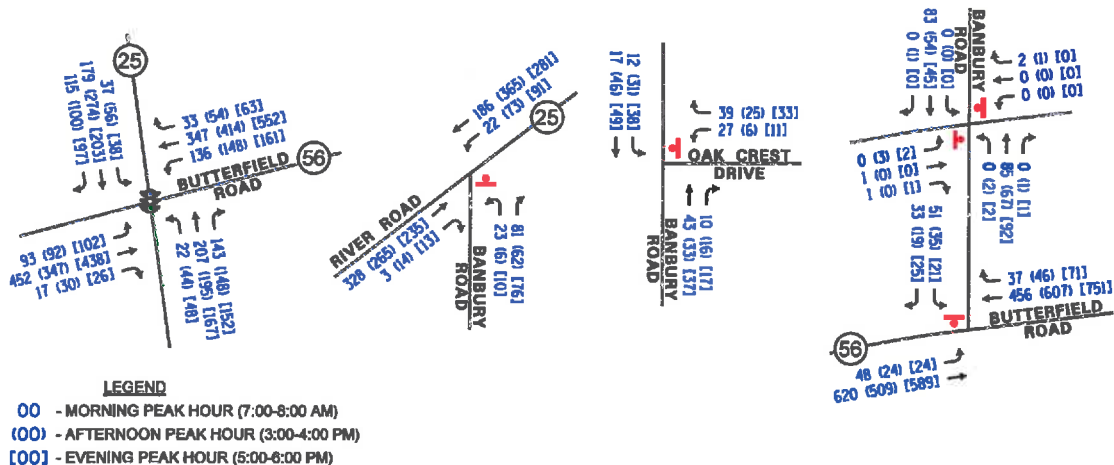 25
115 (100) [97]
179 (274) [203]
37 (56) [38]
33 (54) [63]
347 (414) [552]
136 (148) [161]
BUTTERFIELD
ROAD
56
93 (92) [102]
452 (347) [438]
17 (30) [26]
22 (44) [48]
207 (195) [167]
143 (148) [152]
186 (365) [281]
22 (73) [91]
25
RIVER ROAD
328 (265) [235]
3 (14) [13]
BANBURY
ROAD
23 (6) [10]
81 (62) [76]
17 (46) [49]
12 (31) [38]
39 (25) [33]
27 (6) [11]
OAK CREST
DRIVE
BANBURY
ROAD
43 (33) [37]
10 (16) [17]
0 (1) [0]
83 (54) [45]
0 (0) [0]
BANBURY
ROAD
2 (1) [0]
0 (0) [0]
0 (0) [0]
0 (3) [2]
1 (0) [0]
1 (0) [1]
0 (2) [2]
85 (67) [92]
0 (1) [1]
33 (19) [25]
51 (35) [21]
37 (46) [71]
456 (607) [751]
BUTTERFIELD
ROAD
56
48 (24) [24]
620 (509) [589]
LEGEND
00 - MORNING PEAK HOUR (7:00-8:00 AM)
(00) - AFTERNOON PEAK HOUR (3:00-4:00 PM)
[00] - EVENING PEAK HOUR (5:00-6:00 PM)